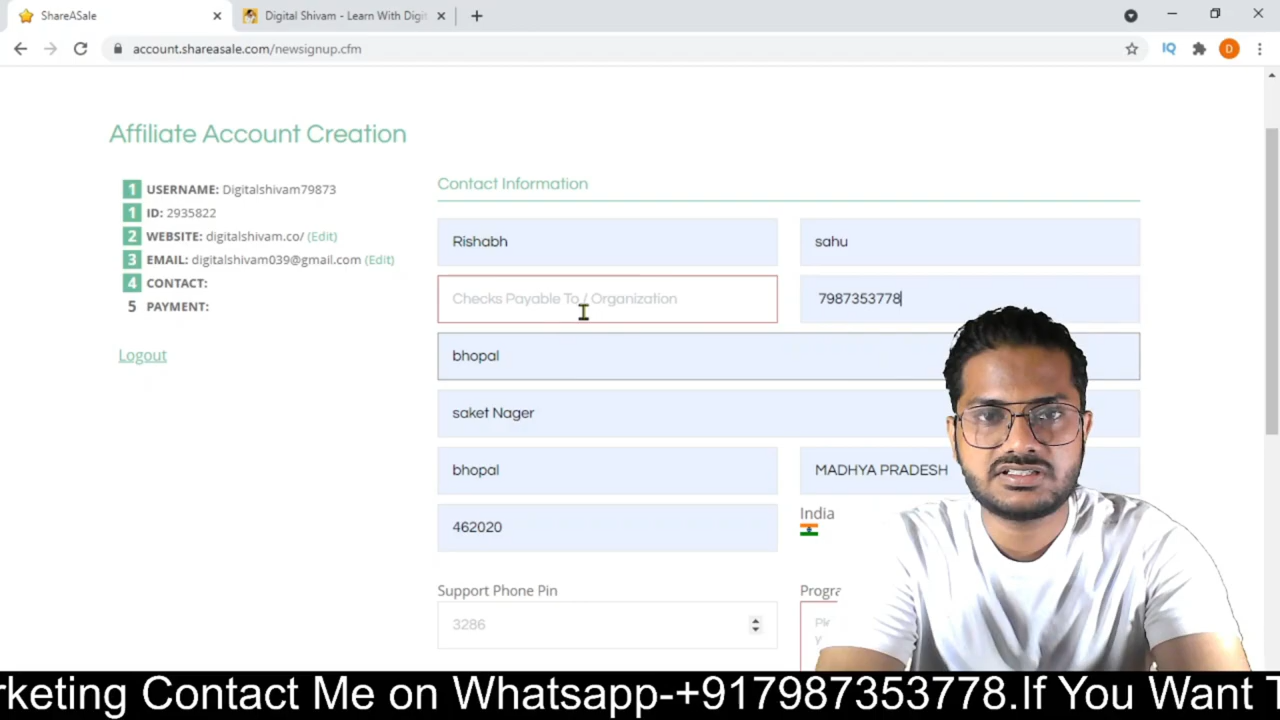 ShareASale
Digital Shivam - Learn With Digit
account.shareasale.com/newsignup.cfm
IQ
D
Affiliate Account Creation
1 USERNAME: Digitalshivam79873
1 ID: 2935822
2 WEBSITE: digitalshivam.co/ (Edit)
3 EMAIL: digitalshivam039@gmail.com (Edit)
4 CONTACT:
5 PAYMENT:
Logout
Contact Information
Rishabh
sahu
Checks Payable To / Organization
7987353778
bhopal
saket Nager
bhopal
MADHYA PRADESH
462020
India
Support Phone Pin
Progra
3286
rketing Contact Me on Whatsapp-+917987353778.If You Want T